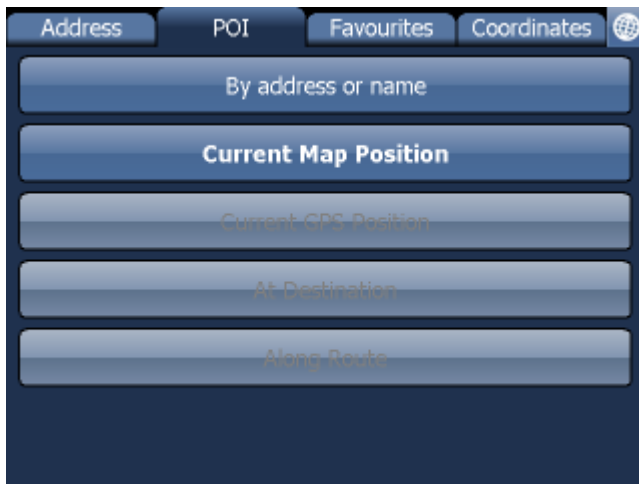 Address POI Favourites Coordinates
By address or name
Current Map Position
Current GPS Position
At Destination
Along Route